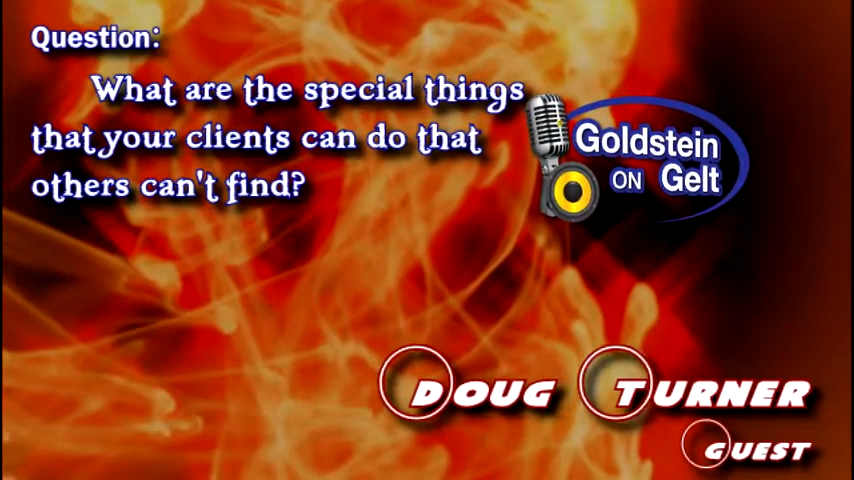 Question:
What are the special things
that your clients can do that
others can't find?
Goldstein
ON Gelt
DOUG TURNER
GUEST